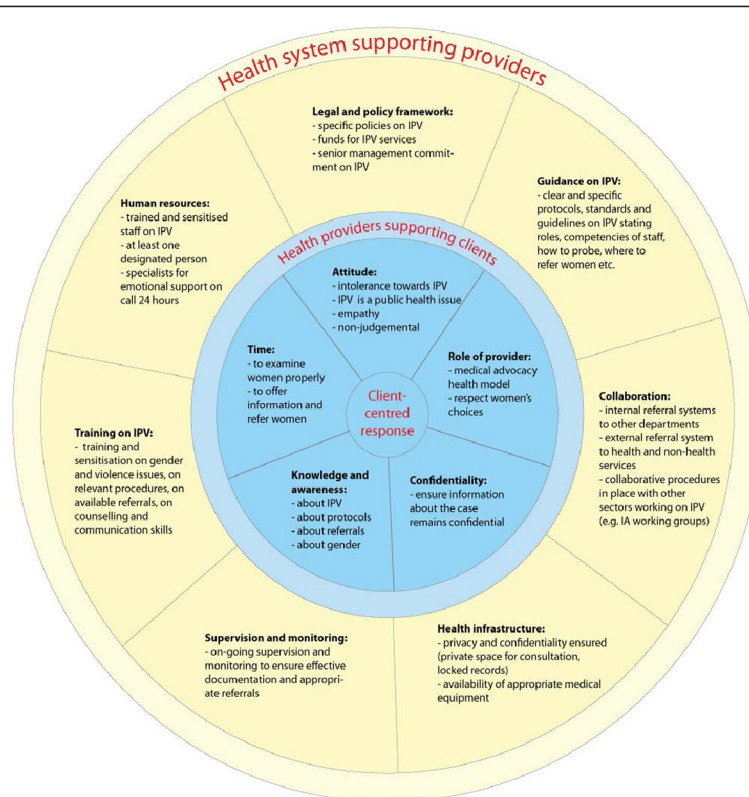 Health system supporting providers
Legal and policy framework:
- specific policies on IPV
- funds for IPV services
- senior management commit-
ment on IPV
Guidance on IPV:
- clear and specific
protocols, standards and
guidelines on IPV stating
roles, competencies of staff,
how to probe, where to
refer women etc.
Collaboration:
- internal referral systems
to other departments
- external referral system
to health and non-health
services
- collaborative procedures
in place with other
sectors working on IPV
(e.g. IA working groups)
Health infrastructure:
- privacy and confidentiality ensured
(private space for consultation,
locked records)
- availability of appropriate medical
equipment
Supervision and monitoring:
- on-going supervision and
monitoring to ensure effective
documentation and appropri-
ate referrals
Training on IPV:
- training and
sensitisation on gender
and violence issues, on
relevant procedures, on
available referrals, on
counselling and
communication skills
Human resources:
- trained and sensitised
staff on IPV
- at least one
designated person
- specialists for
emotional support on
call 24 hours
Health providers supporting clients
Attitude:
- intolerance towards IPV
- IPV is a public health issue
- empathy
- non-judgemental
Role of provider:
- medical advocacy
health model
- respect women's
choices
Confidentiality:
- ensure information
about the case
remains confidential
Knowledge and
awareness:
- about IPV
- about protocols
- about referrals
- about gender
Time:
- to examine
women properly
- to offer
information and
refer women
Client-
centred
response